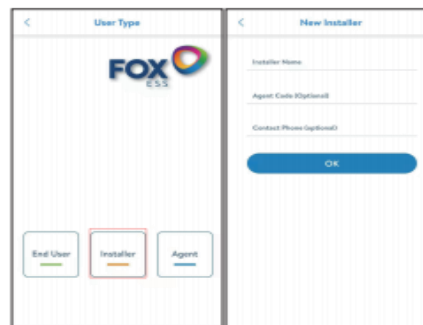 User Type
FOX
ESS
End User
Installer
Agent
New Installer
Installer Name
Agent Code (Optional)
Contact Phone (optional)
OK